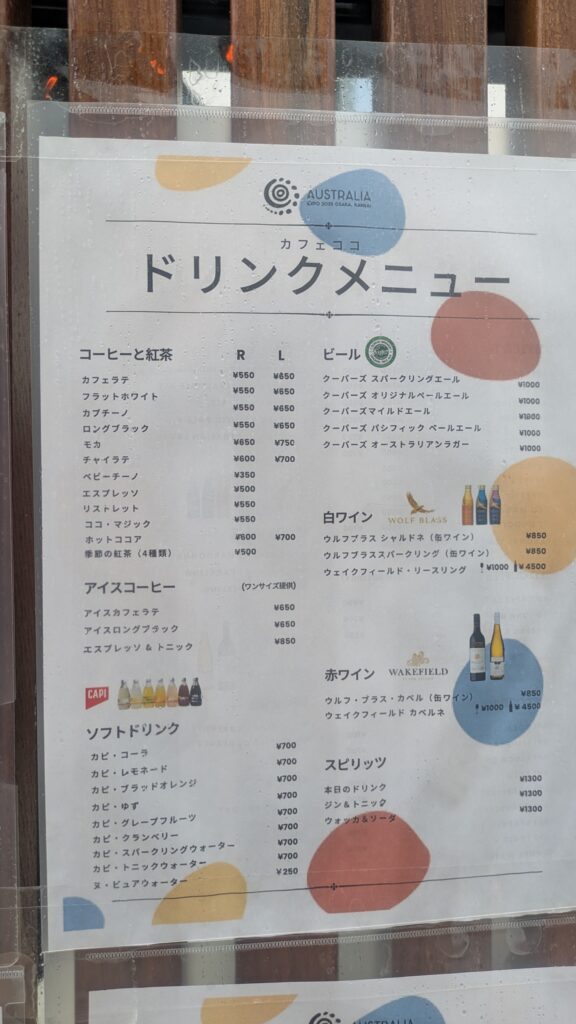 AUSTRALIA
EXPO 2025 OSAKA, KANSAI
カフェココ
ドリンクメニュー
コーヒーと紅茶 R L
カフェラテ ¥550 ¥650
フラットホワイト ¥550 ¥650
カプチーノ ¥550 ¥650
ロングブラック ¥550 ¥650
モカ ¥650 ¥750
チャイラテ ¥600 ¥700
ベビーチーノ ¥350
エスプレッソ ¥500
リストレット ¥550
ココ・マジック ¥550
ホットココア ¥600 ¥700
季節の紅茶（4種類） ¥500
アイスコーヒー (ワンサイズ提供)
アイスカフェラテ ¥650
アイスロングブラック ¥650
エスプレッソ & トニック ¥850
CAPI
ソフトドリンク
カピ・コーラ ¥700
カピ・レモネード ¥700
カピ・ブラッドオレンジ ¥700
カピ・ゆず ¥700
カピ・グレープフルーツ ¥700
カピ・クランベリー ¥700
カピ・スパークリングウォーター ¥700
カピ・トニックウォーター ¥700
ヌ・ピュアウォーター ¥250
ビール
クーパーズ スパークリングエール ¥1000
クーパーズ オリジナルペールエール ¥1000
クーパーズマイルドエール ¥1000
クーパーズ パシフィック ペールエール ¥1000
クーパーズ オーストラリアンラガー ¥1000
白ワイン WOLF BLASS
ウルフブラス シャルドネ（缶ワイン） ¥850
ウルフブラススパークリング（缶ワイン） ¥850
ウェイクフィールド・リースリング ¥1000 ¥4500
赤ワイン WAKEFIELD
ウルフ・ブラス・カベル（缶ワイン） ¥850
ウェイクフィールド カベルネ ¥1000 ¥4500
スピリッツ
本日のドリンク ¥1300
ジン&トニック ¥1300
ウォッカ&ソーダ ¥1300
AUSTRALIA